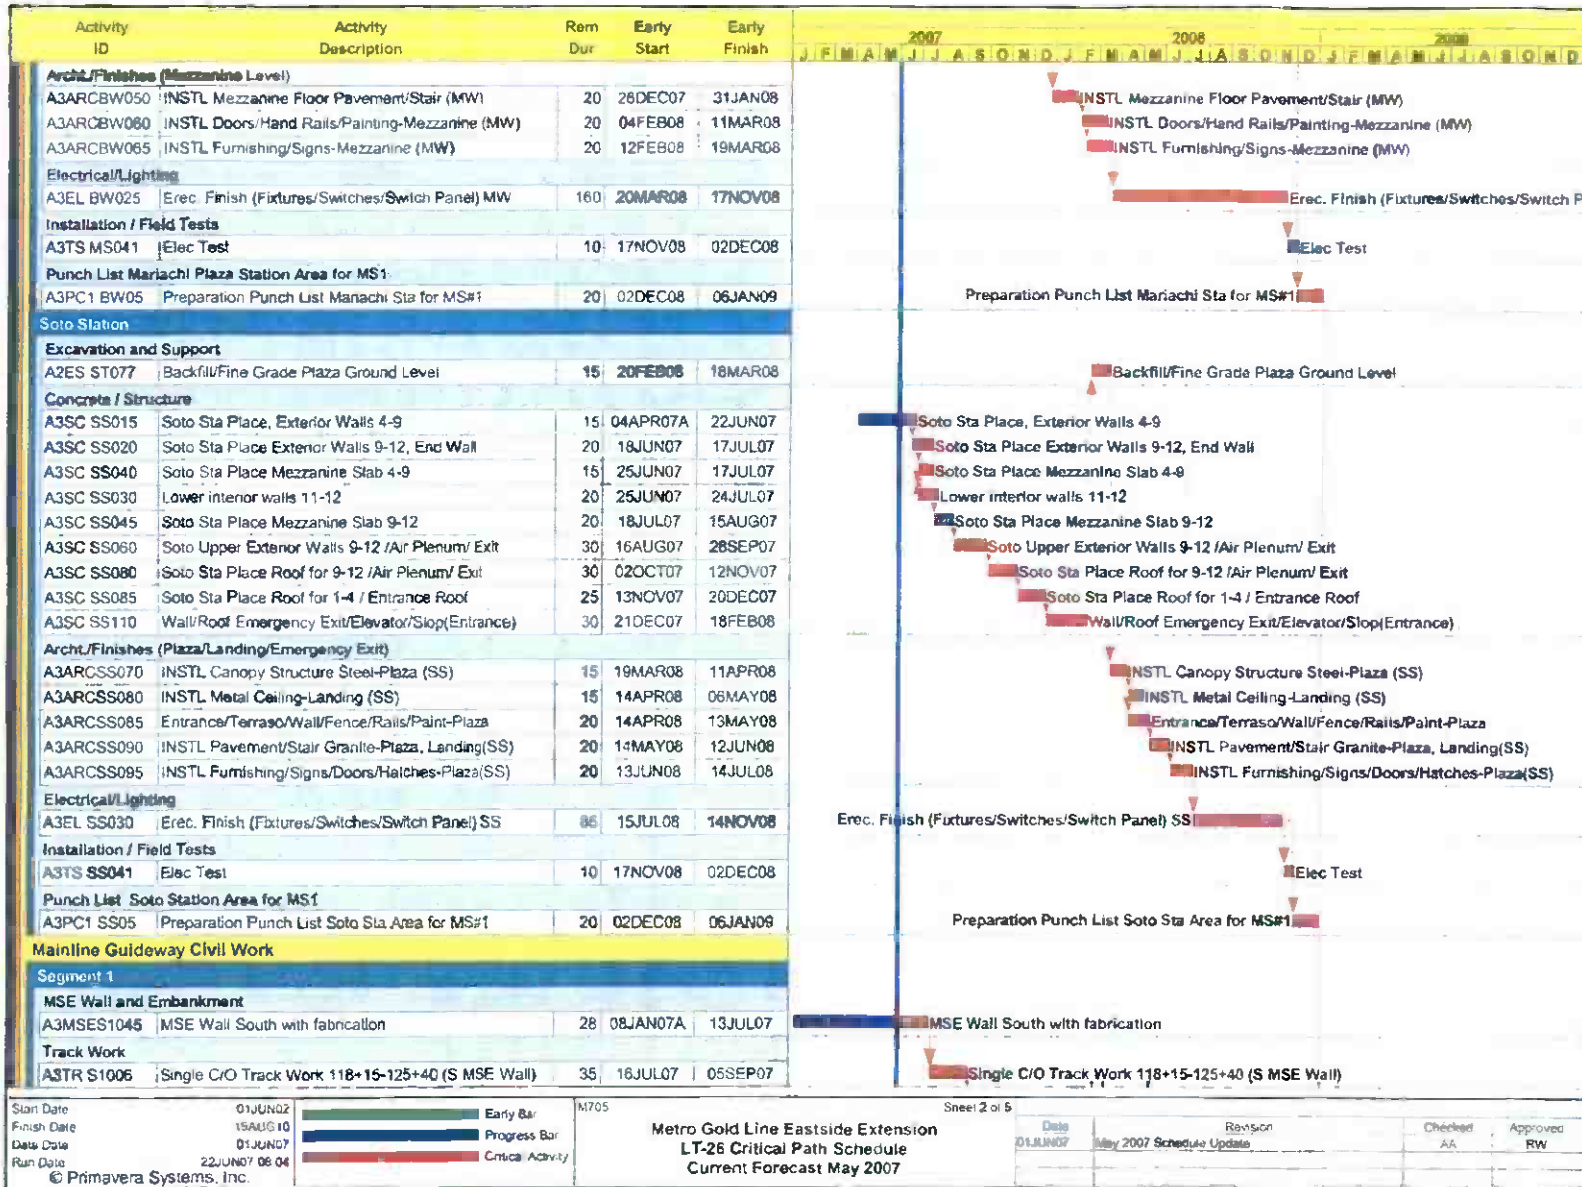 Activity ID Activity Description Rem Dur Early Start Early Finish 2007 2008 2009
J F M A M J J A S O N D J F M A M J J A S O N D J F M A M J J A S O N D
Archt./Finishes (Mezzanine Level)
A3ARCBW050 INSTL Mezzanine Floor Pavement/Stair (MW) 20 26DEC07 31JAN08 INSTL Mezzanine Floor Pavement/Stair (MW)
A3ARCBW060 INSTL Doors/Hand Rails/Painting-Mezzanine (MW) 20 04FEB08 11MAR08 INSTL Doors/Hand Rails/Painting-Mezzanine (MW)
A3ARCBW065 INSTL Furnishing/Signs-Mezzanine (MW) 20 12FEB08 19MAR08 INSTL Furnishing/Signs-Mezzanine (MW)
Electrical/Lighting
A3EL BW025 Erec. Finish (Fixtures/Switches/Switch Panel) MW 160 20MAR08 17NOV08 Erec. Finish (Fixtures/Switches/Switch P
Installation / Field Tests
A3TS MS041 Elec Test 10 17NOV08 02DEC08 Elec Test
Punch List Mariachi Plaza Station Area for MS1
A3PC1 BW05 Preparation Punch List Mariachi Sta for MS#1 20 02DEC08 06JAN09 Preparation Punch List Mariachi Sta for MS#1
Soto Station
Excavation and Support
A2ES ST077 Backfill/Fine Grade Plaza Ground Level 15 20FEB08 18MAR08 Backfill/Fine Grade Plaza Ground Level
Concrete / Structure
A3SC SS015 Soto Sta Place, Exterior Walls 4-9 15 04APR07A 22JUN07 Soto Sta Place, Exterior Walls 4-9
A3SC SS020 Soto Sta Place Exterior Walls 9-12, End Wall 20 18JUN07 17JUL07 Soto Sta Place Exterior Walls 9-12, End Wall
A3SC SS040 Soto Sta Place Mezzanine Slab 4-9 15 25JUN07 17JUL07 Soto Sta Place Mezzanine Slab 4-9
A3SC SS030 Lower interior walls 11-12 20 25JUN07 24JUL07 Lower interior walls 11-12
A3SC SS045 Soto Sta Place Mezzanine Slab 9-12 20 18JUL07 15AUG07 Soto Sta Place Mezzanine Slab 9-12
A3SC SS060 Soto Upper Exterior Walls 9-12 /Air Plenum/ Exit 30 16AUG07 28SEP07 Soto Upper Exterior Walls 9-12 /Air Plenum/ Exit
A3SC SS080 Soto Sta Place Roof for 9-12 /Air Plenum/ Exit 30 02OCT07 12NOV07 Soto Sta Place Roof for 9-12 /Air Plenum/ Exit
A3SC SS085 Soto Sta Place Roof for 1-4 / Entrance Roof 25 13NOV07 20DEC07 Soto Sta Place Roof for 1-4 / Entrance Roof
A3SC SS110 Wall/Roof Emergency Exit/Elevator/Slop(Entrance) 30 21DEC07 18FEB08 Wall/Roof Emergency Exit/Elevator/Slop(Entrance)
Archt./Finishes (Plaza/Landing/Emergency Exit)
A3ARCSS070 INSTL Canopy Structure Steel-Plaza (SS) 15 19MAR08 11APR08 INSTL Canopy Structure Steel-Plaza (SS)
A3ARCSS080 INSTL Metal Ceiling-Landing (SS) 15 14APR08 06MAY08 INSTL Metal Ceiling-Landing (SS)
A3ARCSS085 Entrance/Terraso/Wall/Fence/Rails/Paint-Plaza 20 14APR08 13MAY08 Entrance/Terraso/Wall/Fence/Rails/Paint-Plaza
A3ARCSS090 INSTL Pavement/Stair Granite-Plaza, Landing(SS) 20 14MAY08 12JUN08 INSTL Pavement/Stair Granite-Plaza, Landing(SS)
A3ARCSS095 INSTL Furnishing/Signs/Doors/Hatches-Plaza(SS) 20 13JUN08 14JUL08 INSTL Furnishing/Signs/Doors/Hatches-Plaza(SS)
Electrical/Lighting
A3EL SS030 Erec. Finish (Fixtures/Switches/Switch Panel) SS 15JUL08 14NOV08 Erec. Finish (Fixtures/Switches/Switch Panel) SS
Installation / Field Tests
A3TS SS041 Elec Test 10 17NOV08 02DEC08 Elec Test
Punch List Soto Station Area for MS1
A3PC1 SS05 Preparation Punch List Soto Sta Area for MS#1 20 02DEC08 06JAN09 Preparation Punch List Soto Sta Area for MS#1
Mainline Guideway Civil Work
Segment 1
MSE Wall and Embankment
A3MSES1045 MSE Wall South with fabrication 28 08JAN07A 13JUL07 MSE Wall South with fabrication
Track Work
A3TR S1006 Single C/O Track Work 118+15-125+40 (S MSE Wall) 35 16JUL07 05SEP07 Single C/O Track Work 118+15-125+40 (S MSE Wall)
Start Date 01JUN02
Finish Date 15AUG10
Data Date 01JUN07
Run Date 22JUN07 08:04
© Primavera Systems, Inc.
Early Bar
Progress Bar
Critical Activity
M705
Sheet 2 of 5
Metro Gold Line Eastside Extension
LT-26 Critical Path Schedule
Current Forecast May 2007
Date Revision Checked Approved
01JUN07 May 2007 Schedule Update AA RW